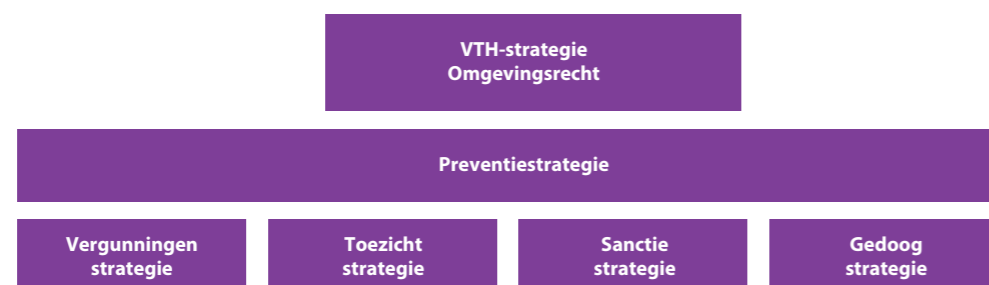 VTH-strategie
Omgevingsrecht
Preventiestrategie
Vergunningen
strategie
Toezicht
strategie
Sanctie
strategie
Gedoog
strategie